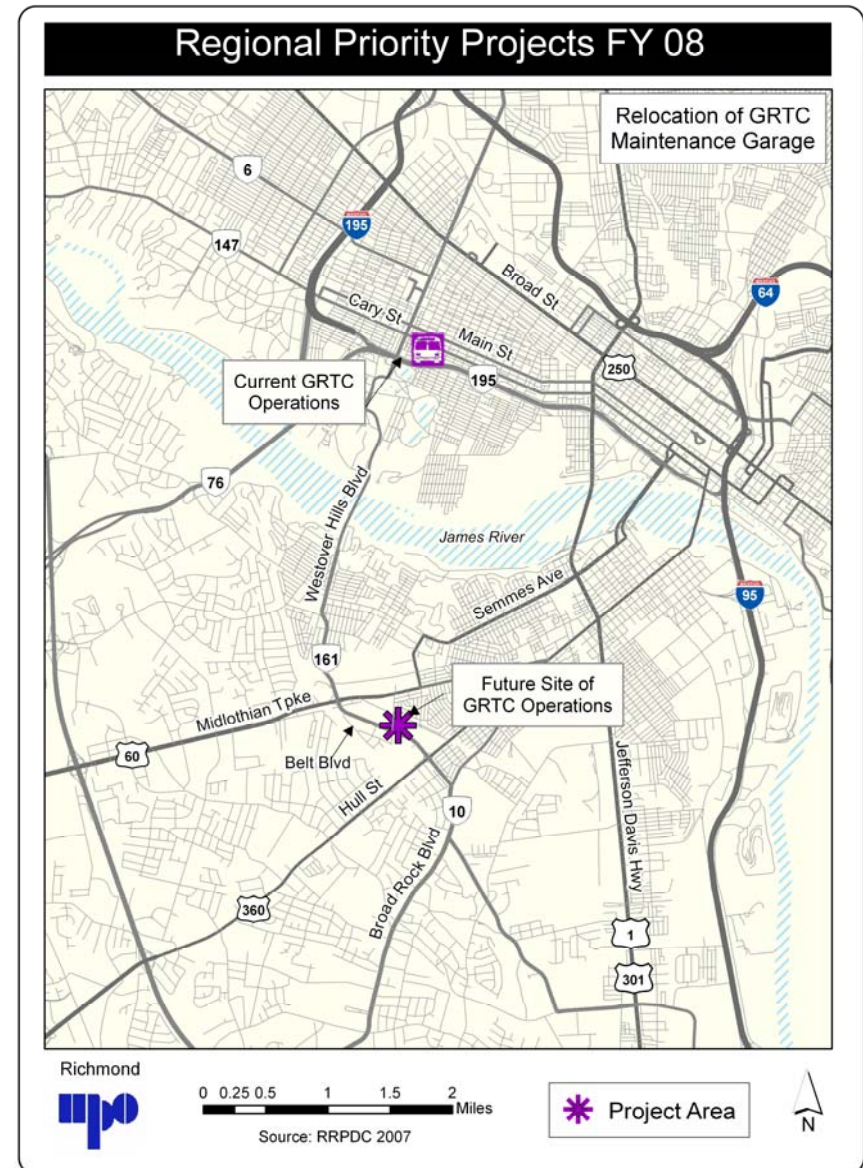 Regional Priority Projects FY 08
Relocation of GRTC
Maintenance Garage
6
195
147
Broad St
64
Cary St
Main St
250
Current GRTC
Operations
195
76
Westover Hills Blvd
James River
Semmes Ave
95
161
Future Site of
GRTC Operations
Midlothian Tpke
60
Belt Blvd
Hull St
10
Jefferson Davis Hwy
Broad Rock Blvd
360
1
301
Richmond
mpo
0 0.25 0.5 1 1.5 2
Miles
Source: RRPDC 2007
Project Area
N